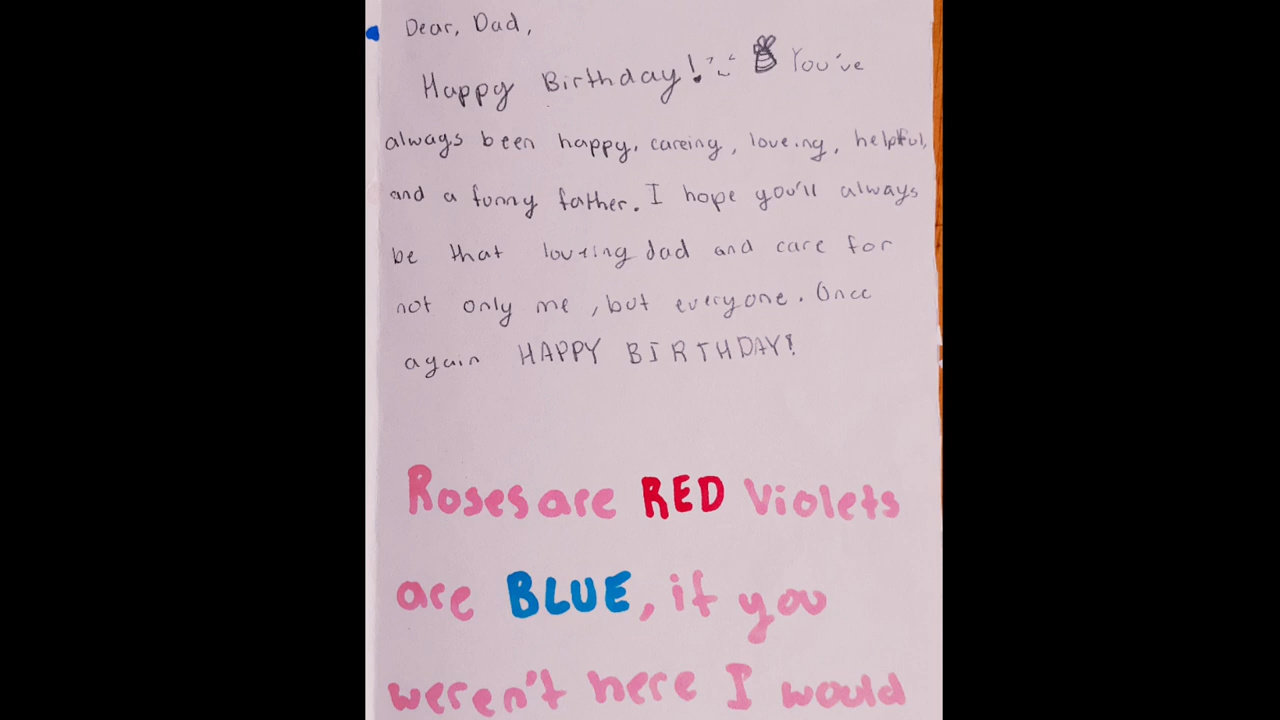 Dear, Dad,
Happy Birthday! You've
always been happy, careing, loveing, helpful,
and a funny father. I hope you'll always
be that loveing dad and care for
not only me, but everyone. Once
again HAPPY BIRTHDAY!
Roses are RED Violets
are BLUE, if you
weren't here I would